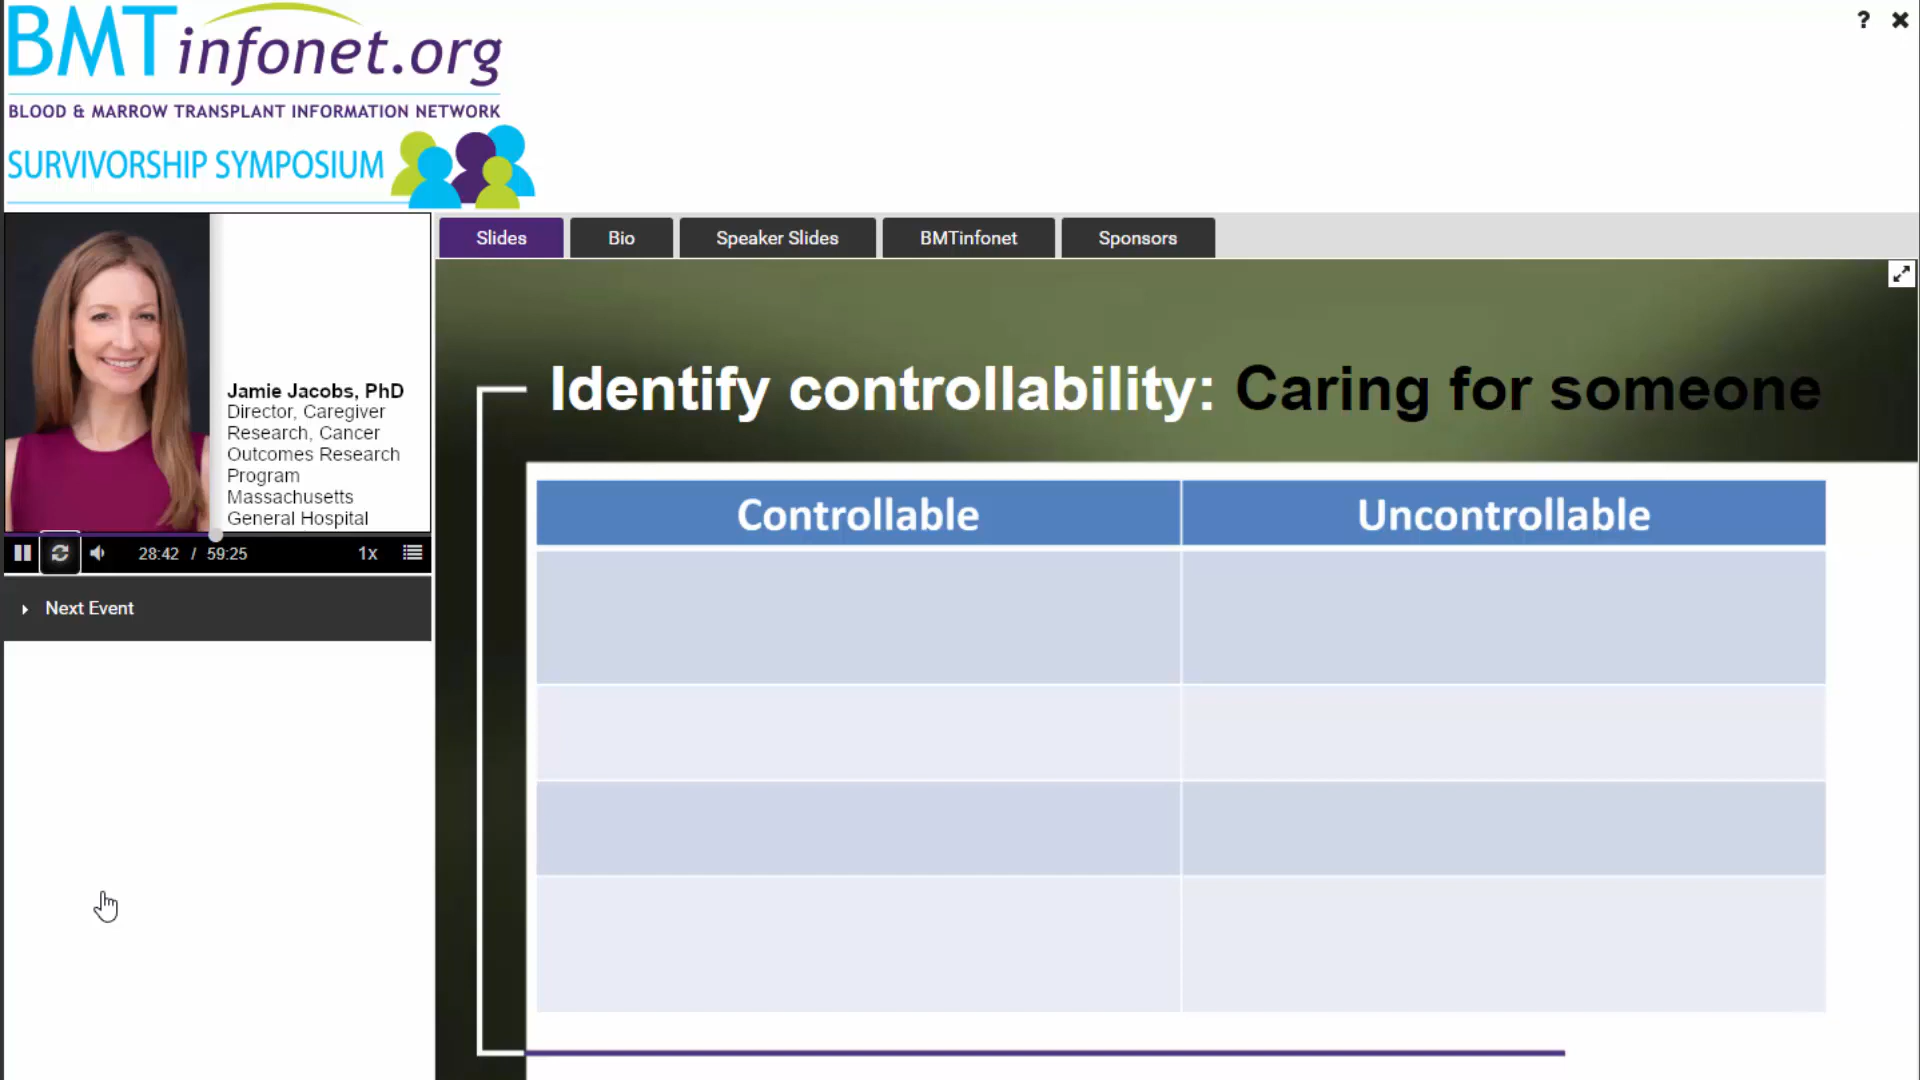 BMTinfonet.org
BLOOD & MARROW TRANSPLANT INFORMATION NETWORK
SURVIVORSHIP SYMPOSIUM
? ✖
Slides Bio Speaker Slides BMTinfonet Sponsors
Jamie Jacobs, PhD
Director, Caregiver
Research, Cancer
Outcomes Research
Program
Massachusetts
General Hospital
28:42 / 59:25 1x
Next Event
Identify controllability: Caring for someone
Controllable Uncontrollable